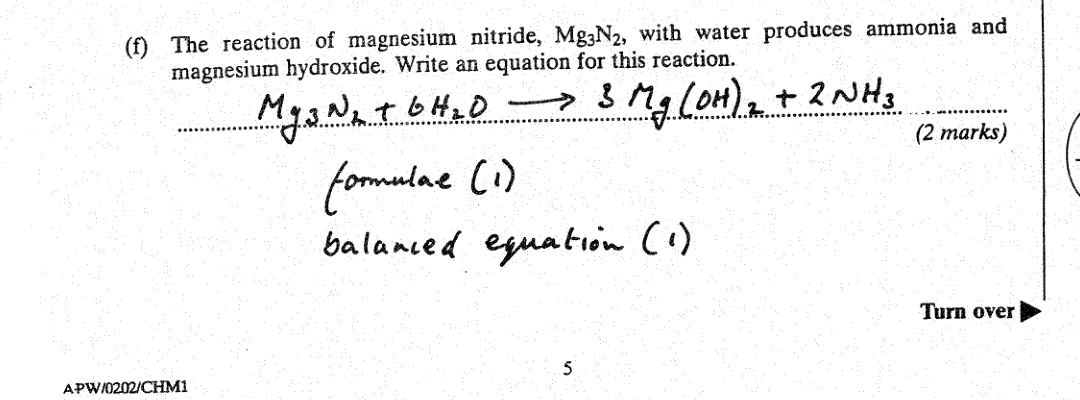 (f) The reaction of magnesium nitride, Mg₃N₂, with water produces ammonia and
magnesium hydroxide. Write an equation for this reaction.
Mg₃N₂ + 6H₂O ⟶ 3 Mg(OH)₂ + 2NH₃
(2 marks)
formulae (1)
balanced equation (1)
Turn over ▶
5
APW/0202/CHM1